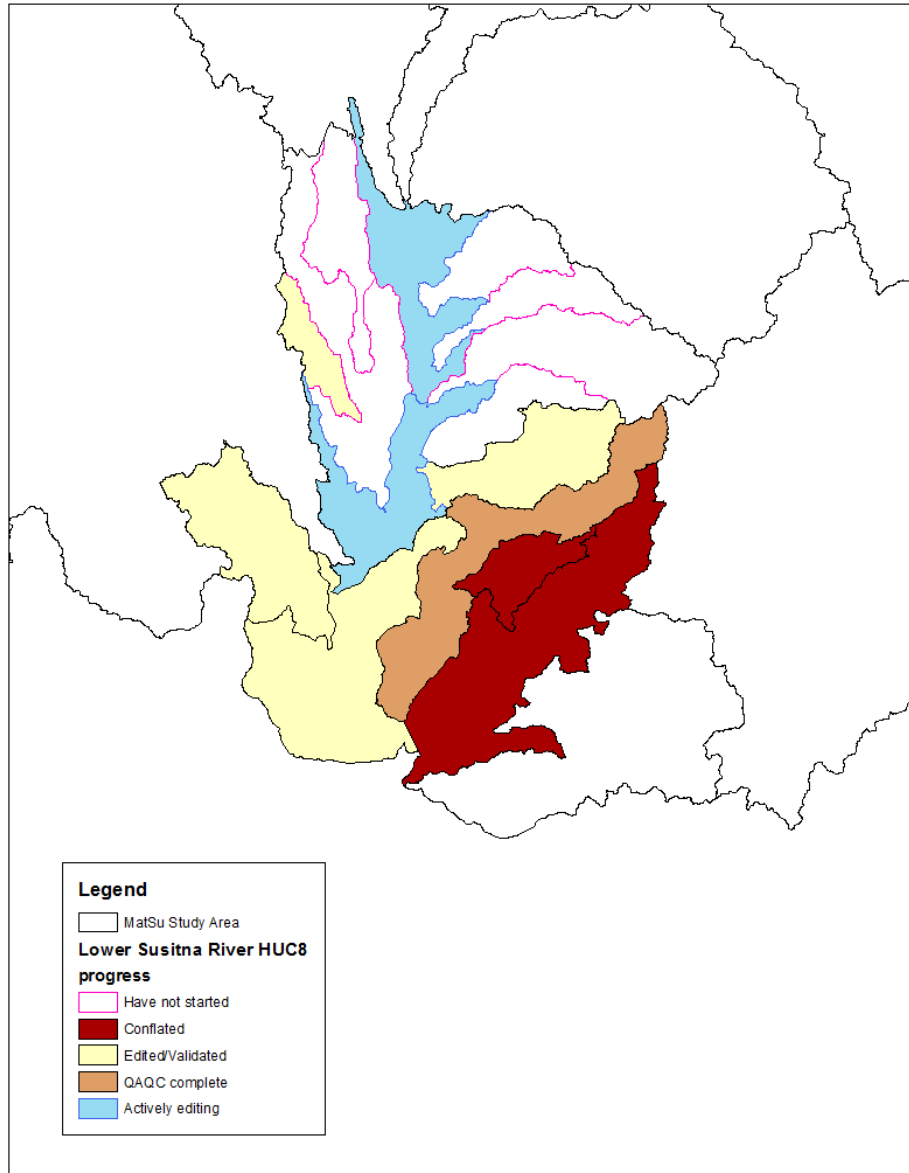 Legend
MatSu Study Area
Lower Susitna River HUC8
progress
Have not started
Conflated
Edited/Validated
QAQC complete
Actively editing